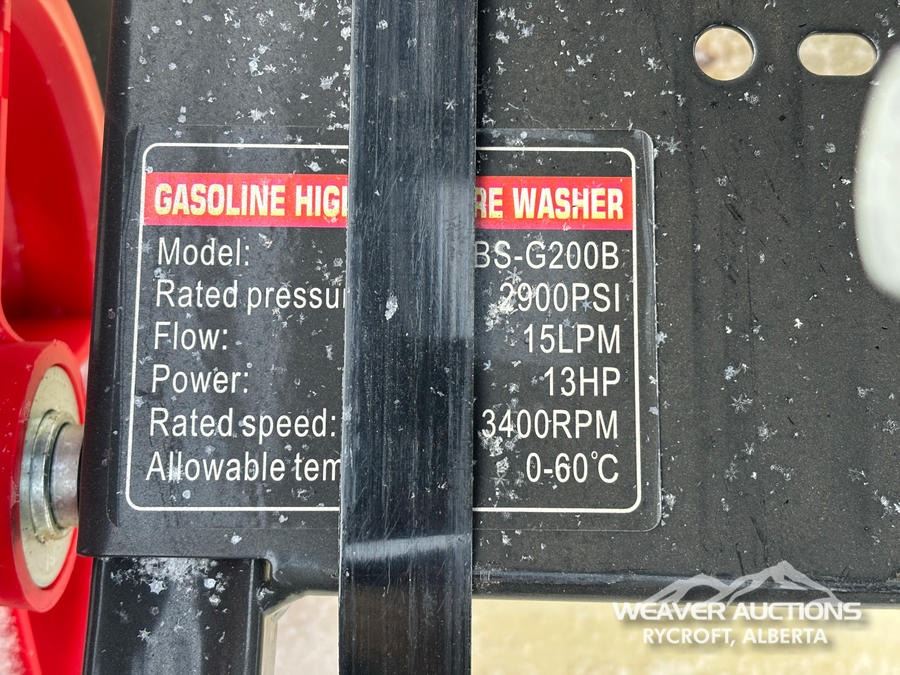 GASOLINE HIG RE WASHER
Model: BS-G200B
Rated pressur 2900PSI
Flow: 15LPM
Power: 13HP
Rated speed: 3400RPM
Allowable tem 0-60°C
WEAVER AUCTIONS
RYCROFT, ALBERTA